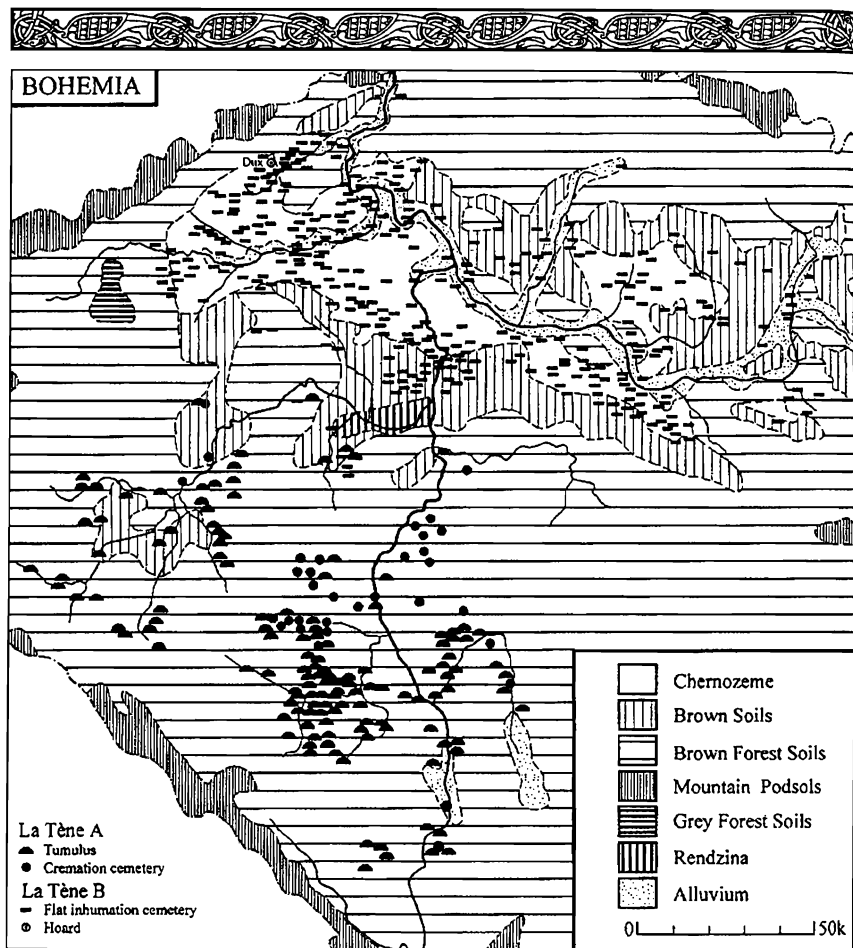 BOHEMIA
Dux
Chernozeme
Brown Soils
Brown Forest Soils
Mountain Podsols
Grey Forest Soils
Rendzina
Alluvium
0 50k
La Tène A
Tumulus
Cremation cemetery
La Tène B
Flat inhumation cemetery
Hoard